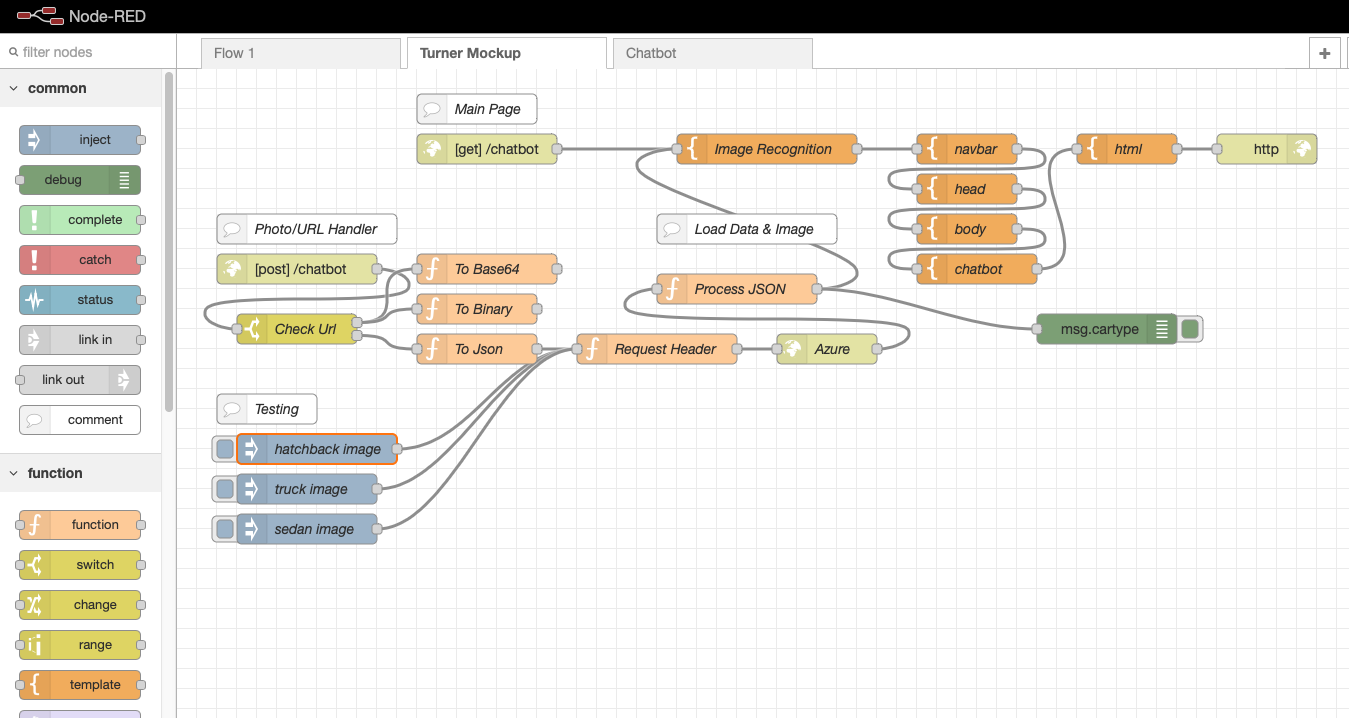 Node-RED
filter nodes
Flow 1
Turner Mockup
Chatbot
+
common
inject
debug
complete
catch
status
link in
link out
comment
function
function
switch
change
range
template
Main Page
[get] /chatbot
Image Recognition
navbar
html
http
head
Photo/URL Handler
Load Data & Image
body
[post] /chatbot
To Base64
chatbot
Process JSON
To Binary
Check Url
msg.cartype
To Json
Request Header
Azure
Testing
hatchback image
truck image
sedan image